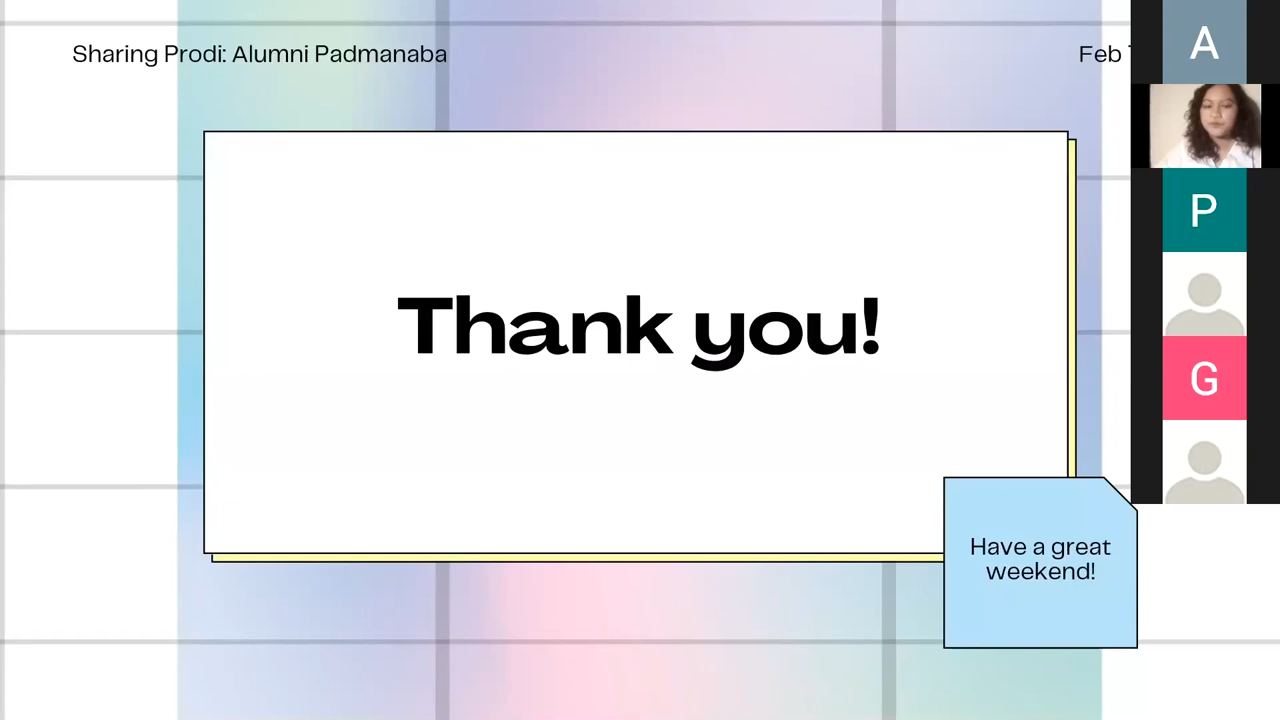 Sharing Prodi: Alumni Padmanaba
Feb
A
P
Thank you!
G
Have a great
weekend!